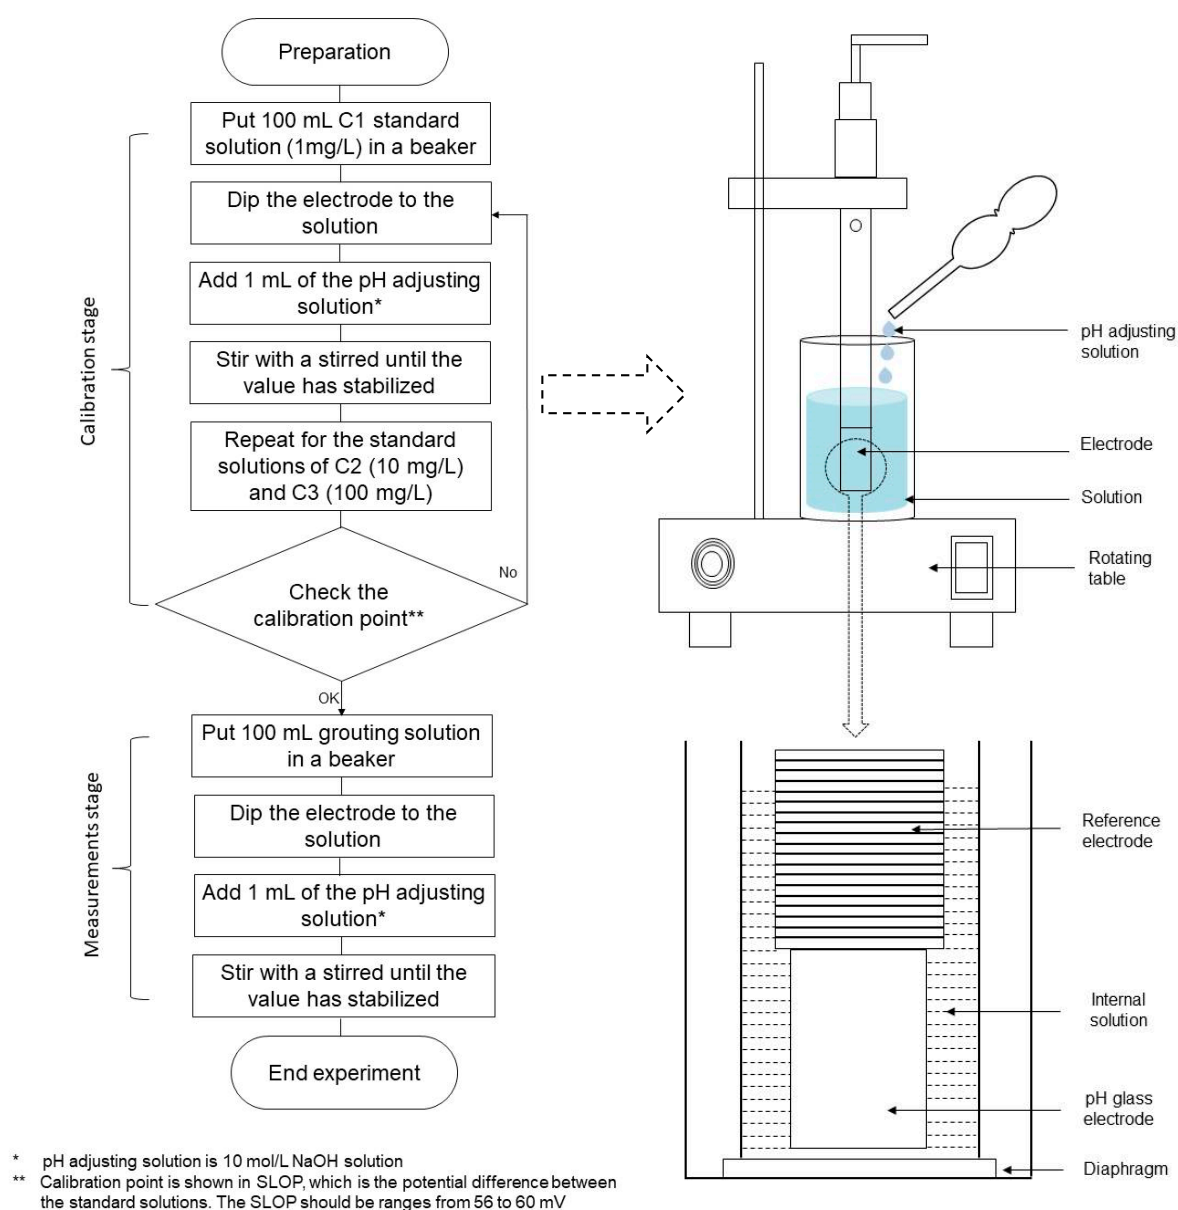 Preparation
Put 100 mL C1 standard
solution (1mg/L) in a beaker
Dip the electrode to the
solution
Add 1 mL of the pH adjusting
solution*
Stir with a stirred until the
value has stabilized
Repeat for the standard
solutions of C2 (10 mg/L)
and C3 (100 mg/L)
Calibration stage
Check the
calibration point**
No
OK
Put 100 mL grouting solution
in a beaker
Dip the electrode to the
solution
Add 1 mL of the pH adjusting
solution*
Stir with a stirred until the
value has stabilized
Measurements stage
End experiment
pH adjusting
solution
Electrode
Solution
Rotating
table
Reference
electrode
Internal
solution
pH glass
electrode
Diaphragm
* pH adjusting solution is 10 mol/L NaOH solution
** Calibration point is shown in SLOP, which is the potential difference between
the standard solutions. The SLOP should be ranges from 56 to 60 mV